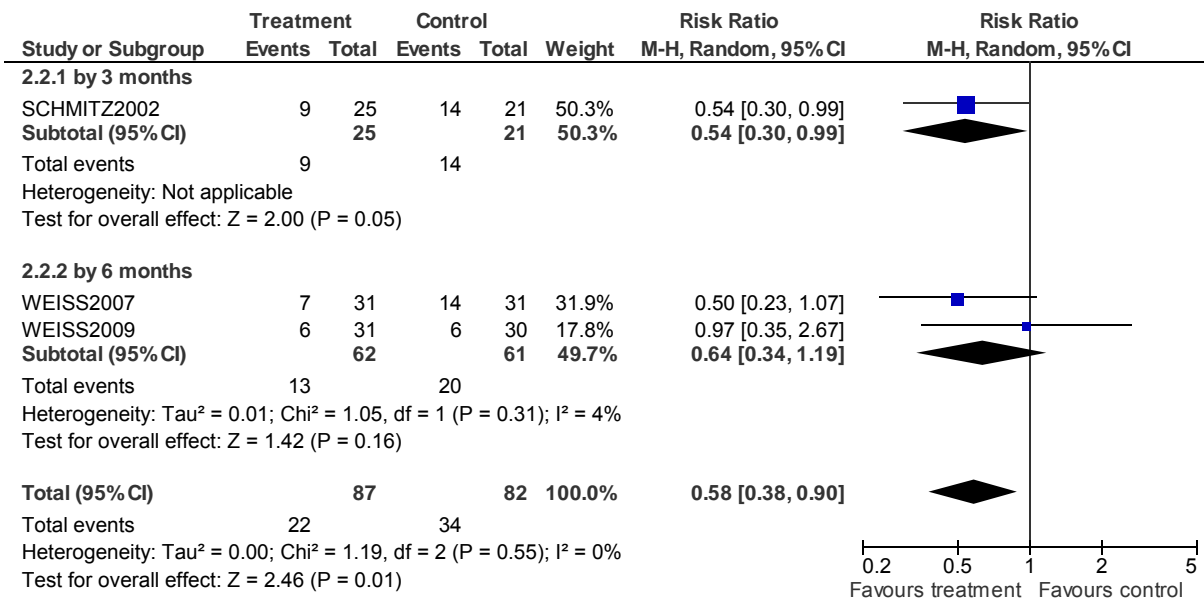 Treatment Control Risk Ratio Risk Ratio
Study or Subgroup Events Total Events Total Weight M-H, Random, 95% CI M-H, Random, 95% CI
2.2.1 by 3 months
SCHMITZ2002 9 25 14 21 50.3% 0.54 [0.30, 0.99]
Subtotal (95% CI) 25 21 50.3% 0.54 [0.30, 0.99]
Total events 9 14
Heterogeneity: Not applicable
Test for overall effect: Z = 2.00 (P = 0.05)
2.2.2 by 6 months
WEISS2007 7 31 14 31 31.9% 0.50 [0.23, 1.07]
WEISS2009 6 31 6 30 17.8% 0.97 [0.35, 2.67]
Subtotal (95% CI) 62 61 49.7% 0.64 [0.34, 1.19]
Total events 13 20
Heterogeneity: Tau² = 0.01; Chi² = 1.05, df = 1 (P = 0.31); I² = 4%
Test for overall effect: Z = 1.42 (P = 0.16)
Total (95% CI) 87 82 100.0% 0.58 [0.38, 0.90]
Total events 22 34
Heterogeneity: Tau² = 0.00; Chi² = 1.19, df = 2 (P = 0.55); I² = 0%
Test for overall effect: Z = 2.46 (P = 0.01)
0.2 0.5 1 2 5
Favours treatment Favours control